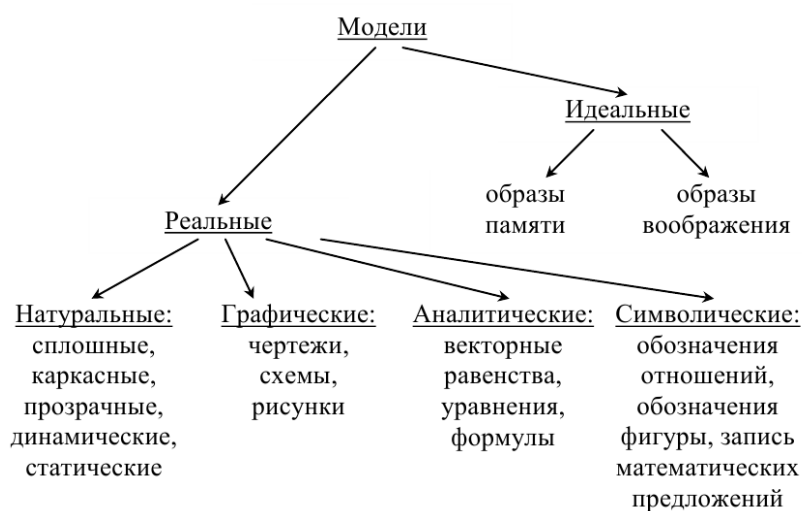 Модели
Идеальные
образы
памяти
образы
воображения
Реальные
Натуральные:
сплошные,
каркасные,
прозрачные,
динамические,
статические
Графические:
чертежи,
схемы,
рисунки
Аналитические:
векторные
равенства,
уравнения,
формулы
Символические:
обозначения
отношений,
обозначения
фигуры, запись
математических
предложений